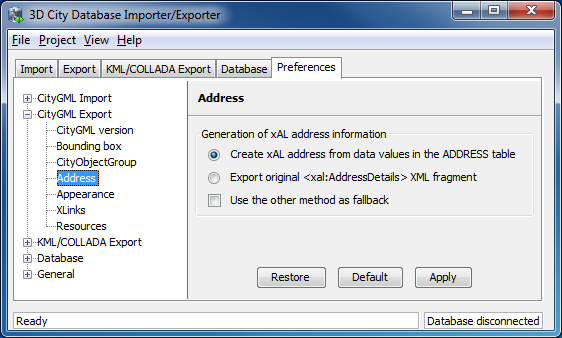 3D City Database Importer/Exporter
File Project View Help
Import Export KML/COLLADA Export Database Preferences
CityGML Import
CityGML Export
CityGML version
Bounding box
CityObjectGroup
Address
Appearance
XLinks
Resources
KML/COLLADA Export
Database
General
Address
Generation of xAL address information
Create xAL address from data values in the ADDRESS table
Export original <xal:AddressDetails> XML fragment
Use the other method as fallback
Restore Default Apply
Ready Database disconnected